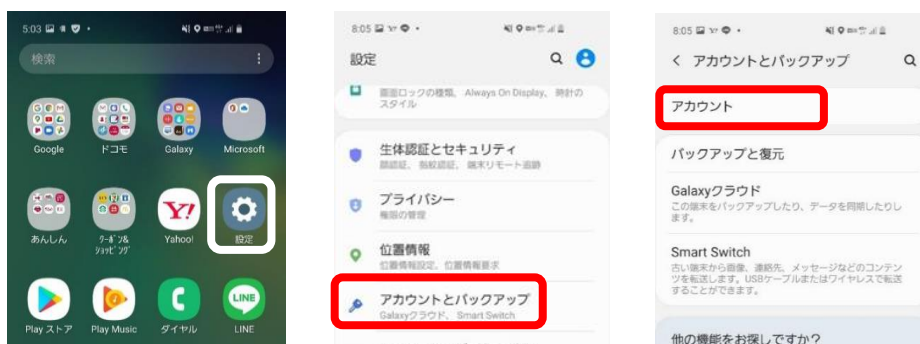 5:03
検索
Google
ドコモ
Galaxy
Microsoft
あんしん
ｻｰﾋﾞｽ&
ｼｮｯﾋﾟﾝｸﾞ
Yahoo!
設定
Play ストア
Play Music
ダイヤル
LINE
8:05
設定
画面ロックの種類、 Always On Display、 時計の
スタイル
生体認証とセキュリティ
顔認証、 指紋認証、 端末リモート追跡
プライバシー
権限の管理
位置情報
位置情報設定、位置情報要求
アカウントとバックアップ
Galaxyクラウド、 Smart Switch
8:05
アカウントとバックアップ
アカウント
バックアップと復元
Galaxyクラウド
この端末をバックアップしたり、データを同期したりし
ます。
Smart Switch
古い端末から画像、連絡先、メッセージなどのコンテン
ツを転送します。USBケーブルまたはワイヤレスで転送
することができます。
他の機能をお探しですか？